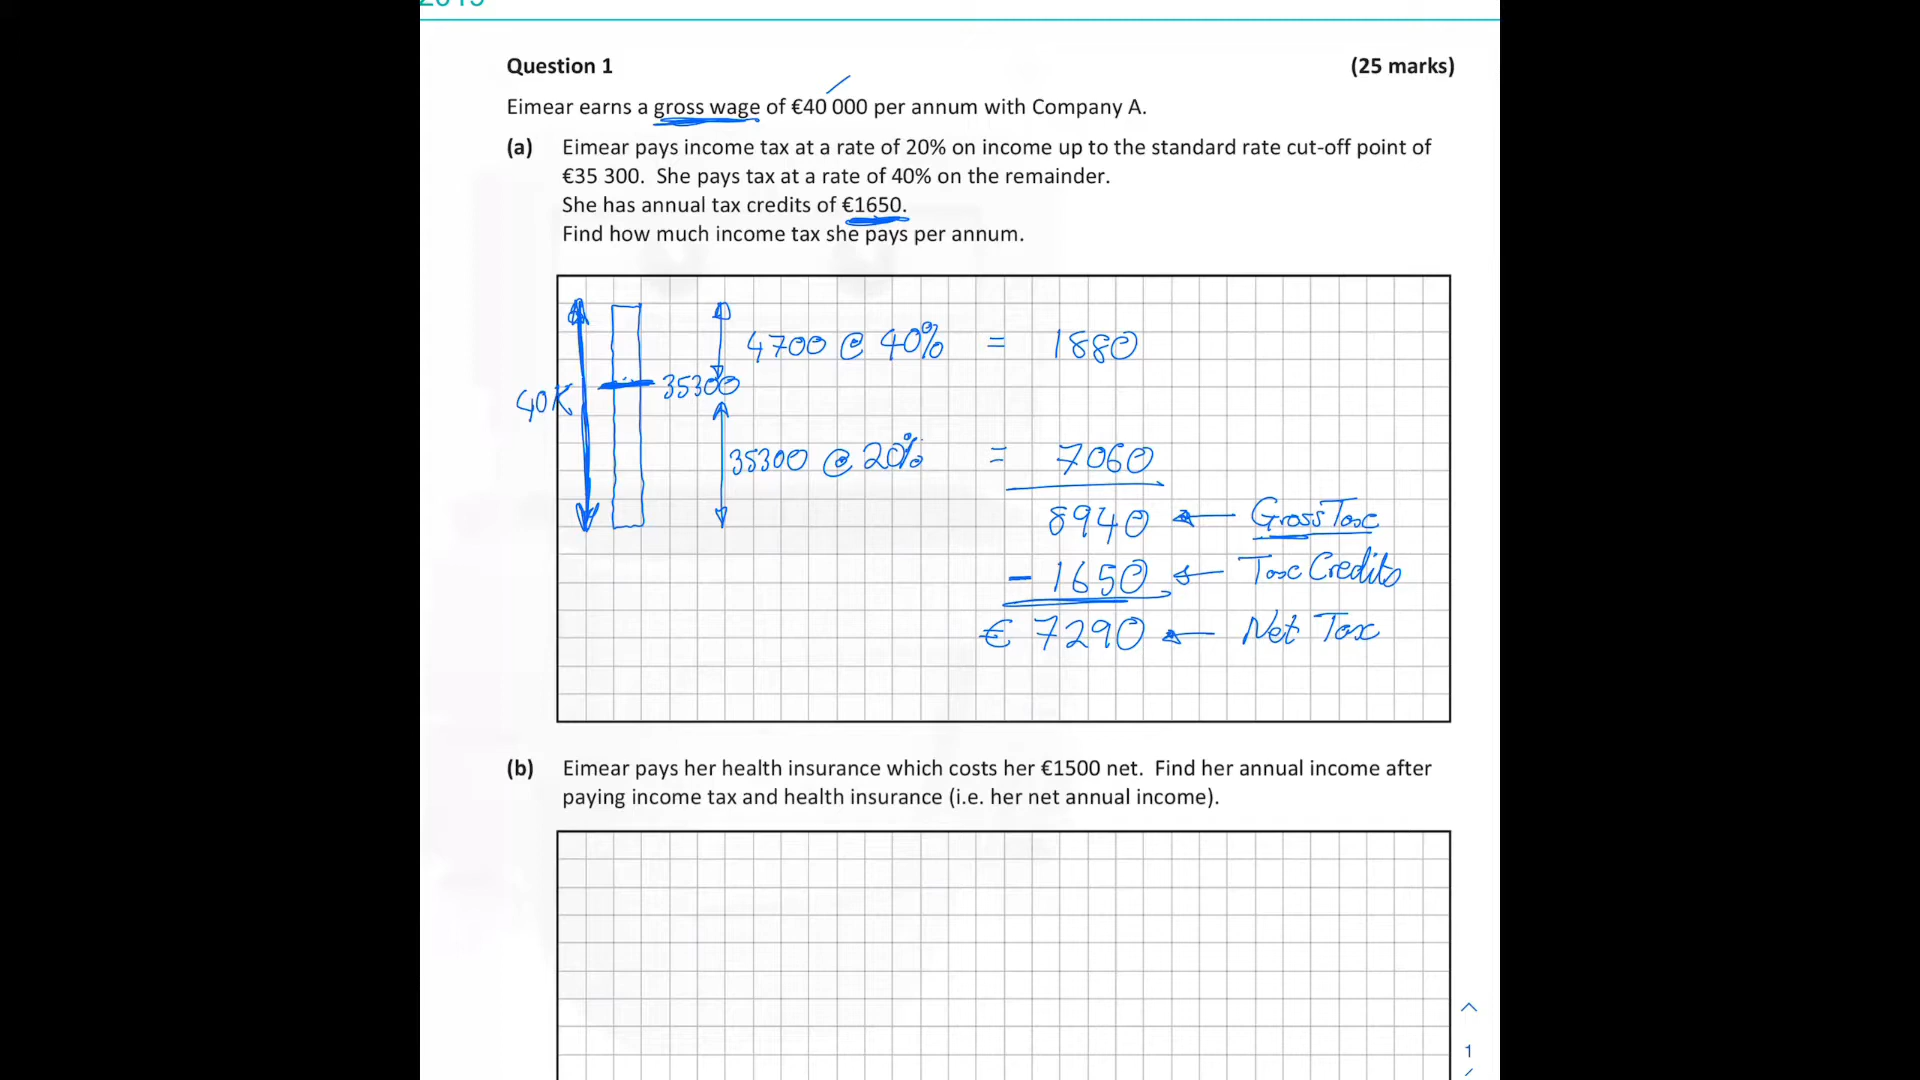 Question 1 (25 marks)
Eimear earns a gross wage of €40 000 per annum with Company A.
(a) Eimear pays income tax at a rate of 20% on income up to the standard rate cut-off point of
€35 300. She pays tax at a rate of 40% on the remainder.
She has annual tax credits of €1650.
Find how much income tax she pays per annum.
4700 @ 40% = 1880
40K 35300
35300 @ 20% = 7060
8940 ← Gross Tax
- 1650 ← Tax Credits
€ 7290 ← Net Tax
(b) Eimear pays her health insurance which costs her €1500 net. Find her annual income after
paying income tax and health insurance (i.e. her net annual income).
1